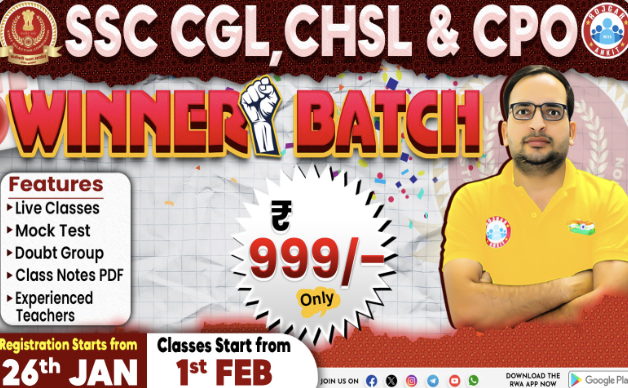 SSC CGL, CHSL & CPO
ROJGAR
ANKIT
WINNER BATCH
Features
Live Classes
Mock Test
Doubt Group
Class Notes PDF
Experienced
Teachers
₹
999/-
Only
Registration Starts from
26th JAN
Classes Start from
1st FEB
JOIN US ON
DOWNLOAD THE
RWA APP NOW
Google Play